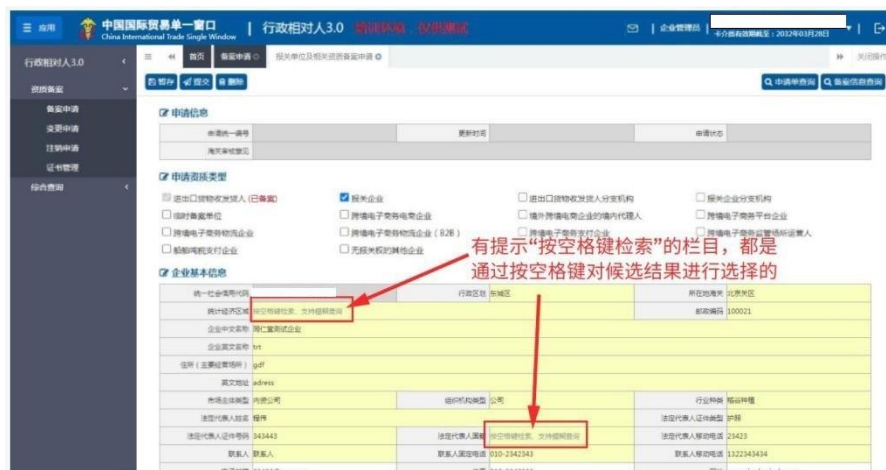 应用
中国国际贸易单一窗口
China International Trade Single Window
行政相对人3.0
培训环境，仅供测试
企业管理员
卡介质有效期截至：2032年03月28日
行政相对人3.0
首页
备案申请
报关单位及相关资质备案申请
关闭操作
资质备案
暂存
提交
删除
申请单查询
备案信息查询
备案申请
变更申请
注销申请
证书管理
综合查询
申请信息
申请统一编号
更新时间
申请状态
海关审核意见
申请资质类型
进出口货物收发货人 (已备案)
报关企业
进出口货物收发货人分支机构
报关企业分支机构
临时备案单位
跨境电子商务电商企业
境外跨境电商企业的境内代理人
跨境电子商务平台企业
跨境电子商务物流企业
跨境电子商务物流企业（B2B）
跨境电子商务支付企业
跨境电子商务监管场所运营人
船舶吨税支付企业
无报关权的其他企业
有提示“按空格键检索”的栏目，都是
通过按空格键对候选结果进行选择的
企业基本信息
统一社会信用代码
行政区划 东城区
所在地海关 北京关区
统计经济区域 按空格键检索，支持模糊查询
邮政编码 100021
企业中文名称 同仁堂测试企业
企业英文名称 trt
住所（主要经营场所） gdf
英文地址 adress
市场主体类型 内资公司
组织机构类型 公司
行业种类 稻谷种植
法定代表人姓名
法定代表人证件类型 护照
法定代表人证件号码 343443
法定代表人国籍 按空格键检索，支持模糊查询
法定代表人移动电话 23423
联系人 联系人
联系人固定电话 010-2342343
联系人移动电话 1322343434